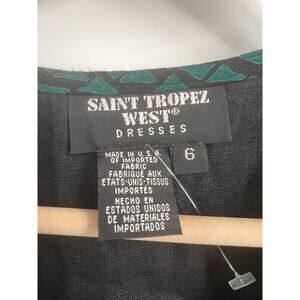 SAINT TROPEZ
WEST®
DRESSES
MADE IN U.S.A.
OF IMPORTED
FABRIC
FABRIQUÉ AUX
ETATS-UNIS-TISSUS
IMPORTÉS
HECHO EN
ESTADOS UNIDOS
DE MATERIALES
IMPORTADOS
6